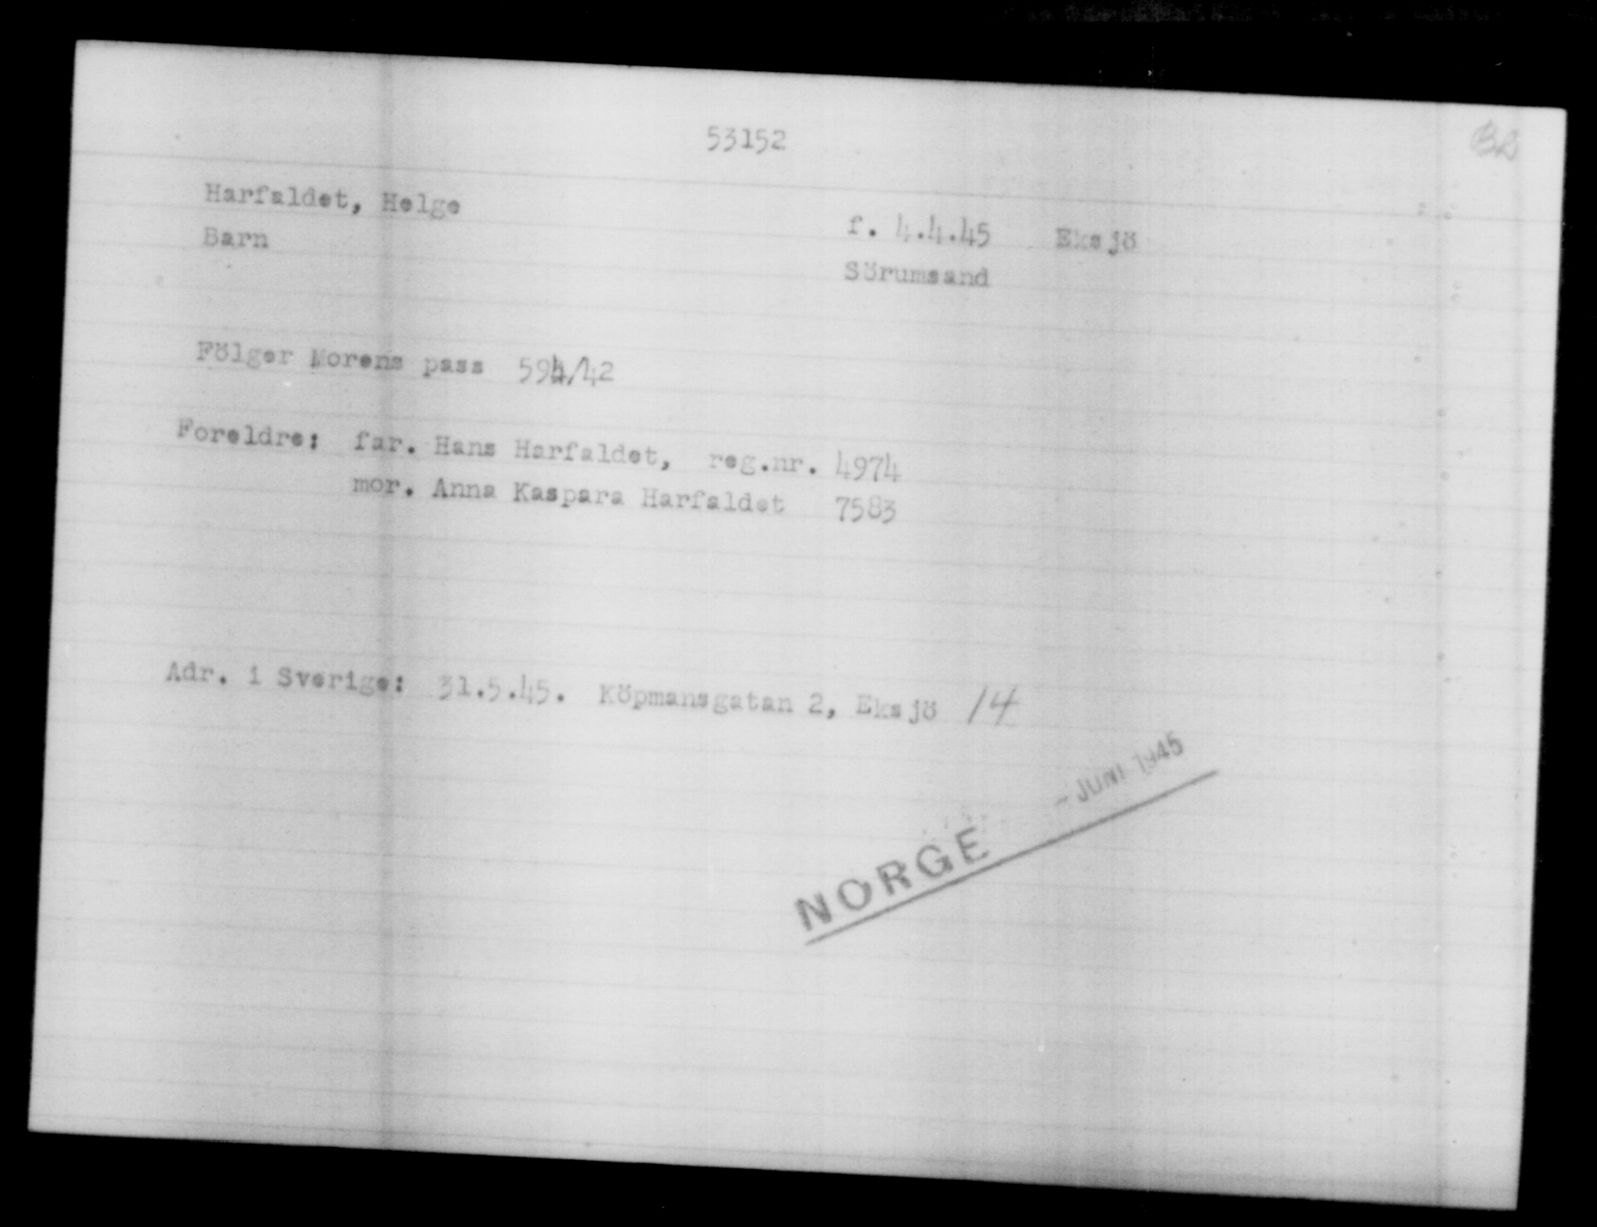 53152
Harfaldet, Helge
f. 4.4.45 Eksjö
Barn
Sörumsand
Fölger Morens pass 594/42
Foreldre: far. Hans Harfaldet, reg.nr. 4974
mor. Anna Kaspara Harfaldet 7583
Adr. i Sverige: 31.5.45. Köpmansgatan 2, Eksjö 14
- JUNI 1945
NORGE